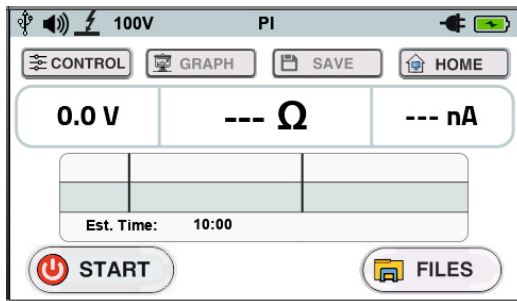 100V PI
CONTROL GRAPH SAVE HOME
0.0 V --- Ω --- nA
Est. Time: 10:00
START FILES